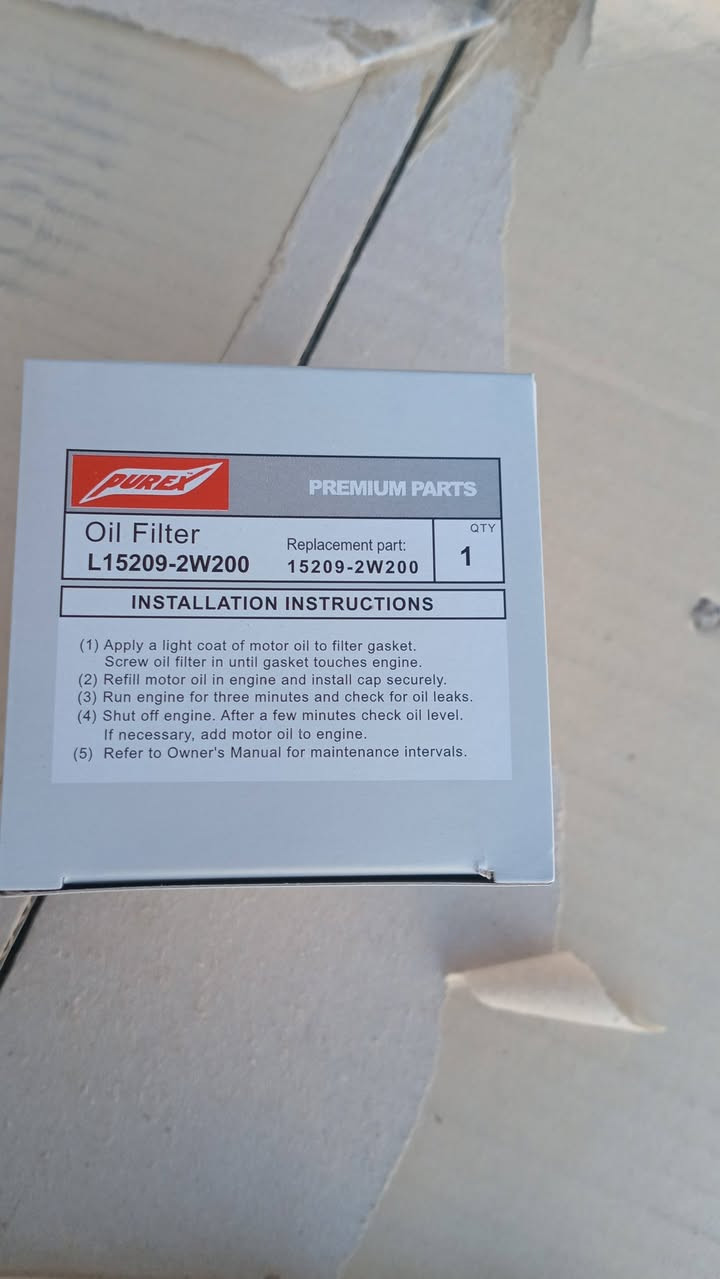 PUREX™
PREMIUM PARTS
Oil Filter
L15209-2W200
Replacement part:
15209-2W200
QTY
1
INSTALLATION INSTRUCTIONS
(1) Apply a light coat of motor oil to filter gasket.
Screw oil filter in until gasket touches engine.
(2) Refill motor oil in engine and install cap securely.
(3) Run engine for three minutes and check for oil leaks.
(4) Shut off engine. After a few minutes check oil level.
If necessary, add motor oil to engine.
(5) Refer to Owner's Manual for maintenance intervals.